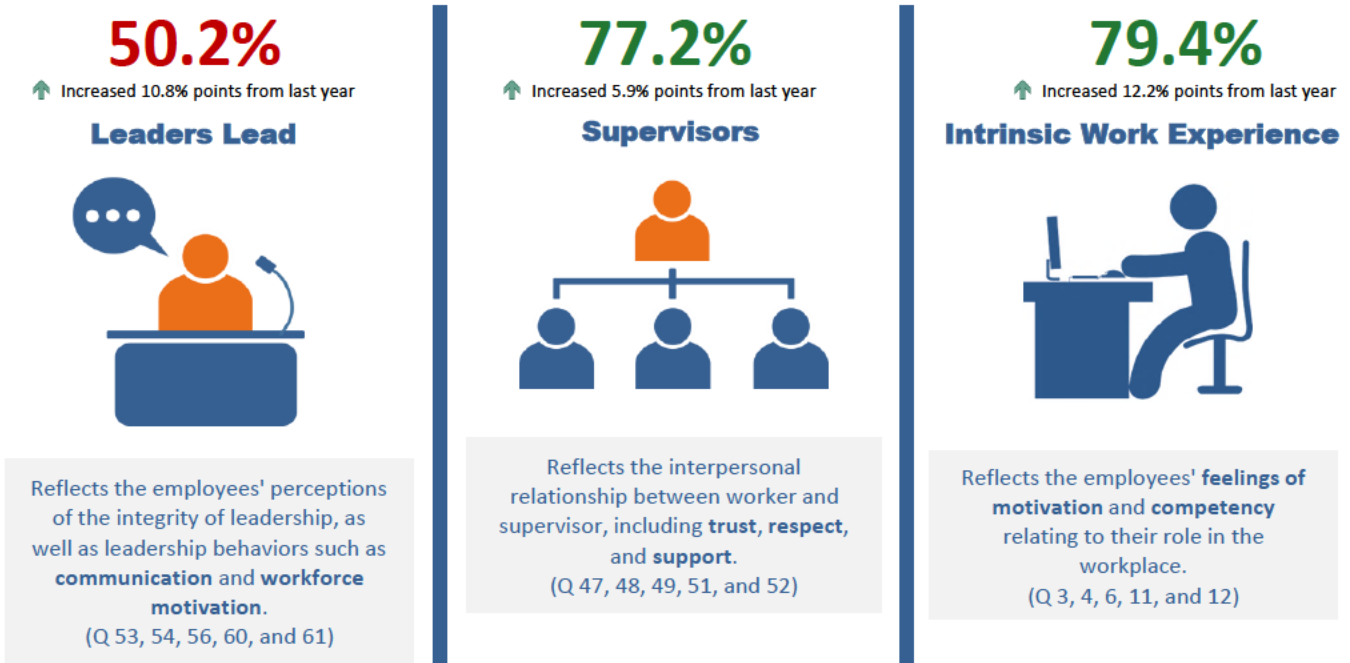 50.2%
Increased 10.8% points from last year
Leaders Lead
Reflects the employees' perceptions
of the integrity of leadership, as
well as leadership behaviors such as
communication and workforce
motivation.
(Q 53, 54, 56, 60, and 61)
77.2%
Increased 5.9% points from last year
Supervisors
Reflects the interpersonal
relationship between worker and
supervisor, including trust, respect,
and support.
(Q 47, 48, 49, 51, and 52)
79.4%
Increased 12.2% points from last year
Intrinsic Work Experience
Reflects the employees' feelings of
motivation and competency
relating to their role in the
workplace.
(Q 3, 4, 6, 11, and 12)